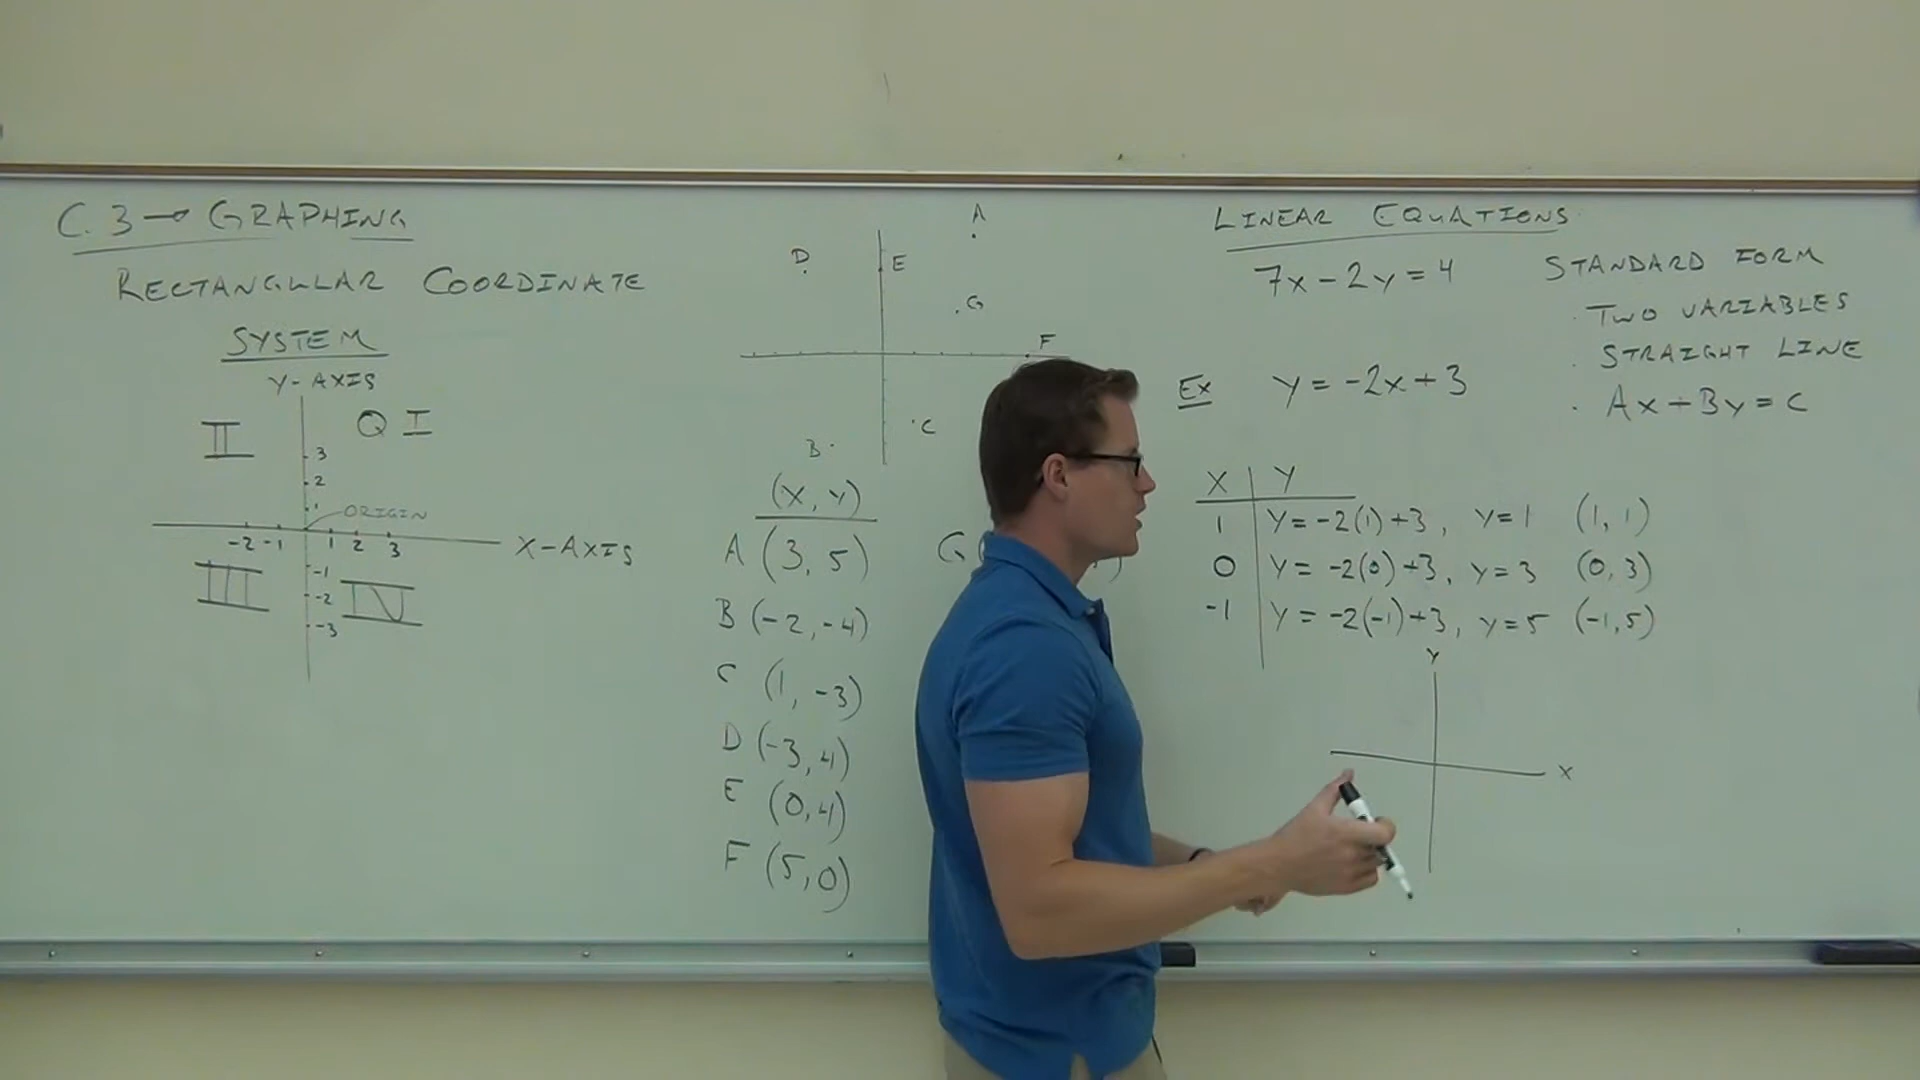 C.3 → GRAPHING
RECTANGULAR COORDINATE
SYSTEM
Y-AXIS
II
Q I
3
2
1
ORIGIN
-2 -1 1 2 3
X-AXIS
-1
-2
-3
III
IV
A
D
E
G
F
C
B
(X, Y)
A (3, 5)
B (-2, -4)
C (1, -3)
D (-3, 4)
E (0, 4)
F (5, 0)
G (
LINEAR EQUATIONS
7x - 2y = 4
Ex y = -2x + 3
X Y
1 y = -2(1) + 3, y = 1 (1, 1)
0 y = -2(0) + 3, y = 3 (0, 3)
-1 y = -2(-1) + 3, y = 5 (-1, 5)
Y
X
STANDARD FORM
· TWO VARIABLES
· STRAIGHT LINE
· Ax + By = C